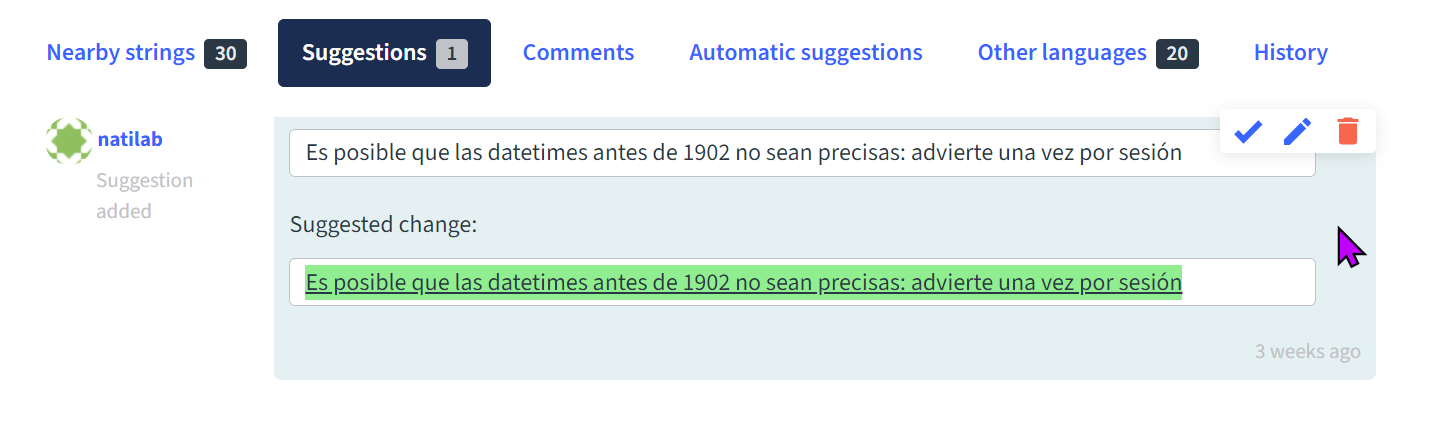 Nearby strings 30 Suggestions 1 Comments Automatic suggestions Other languages 20 History
natilab
Suggestion
added
Es posible que las datetimes antes de 1902 no sean precisas: advierte una vez por sesión
Suggested change:
Es posible que las datetimes antes de 1902 no sean precisas: advierte una vez por sesión
3 weeks ago